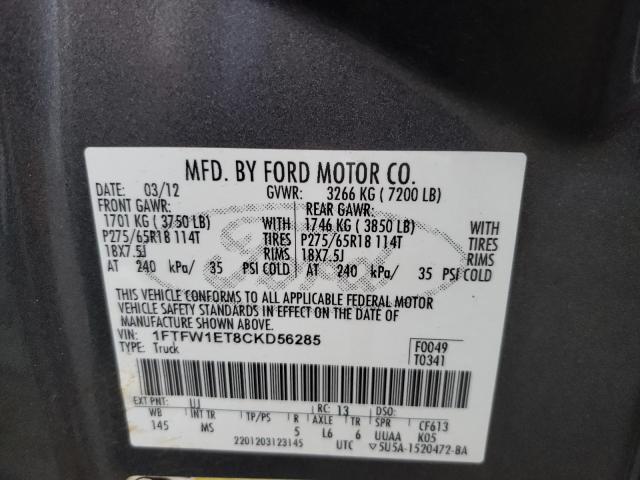 MFD. BY FORD MOTOR CO.
DATE: 03/12 GVWR: 3266 KG (7200 LB)
FRONT GAWR: REAR GAWR:
1701 KG (3750 LB) WITH 1746 KG (3850 LB) WITH
P275/65R18 114T TIRES P275/65R18 114T TIRES
18X7.5J RIMS 18X7.5J RIMS
AT 240 kPa/ 35 PSI COLD AT 240 kPa/ 35 PSI COLD
THIS VEHICLE CONFORMS TO ALL APPLICABLE FEDERAL MOTOR
VEHICLE SAFETY STANDARDS IN EFFECT ON THE DATE OF
MANUFACTURE SHOWN ABOVE.
VIN: 1FTFW1ET8CKD56285 F0049
TYPE: Truck T0341
EXT PNT: UJ RC: 13 DSO:
WB INT TR TP/PS R AXLE TR SPR CF613
145 MS 5 L6 6 UUAA K05
2201203123145 UTC ▽5U5A-1520472-BA
Ford